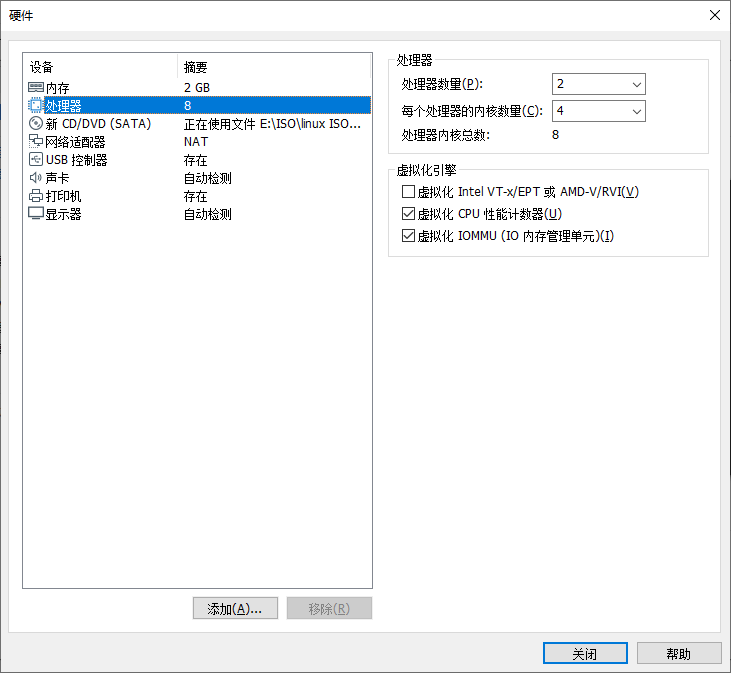 硬件
设备 摘要
内存 2 GB
处理器 8
新 CD/DVD (SATA) 正在使用文件 E:\ISO\linux ISO...
网络适配器 NAT
USB 控制器 存在
声卡 自动检测
打印机 存在
显示器 自动检测
添加(A)...
移除(R)
处理器
处理器数量(P): 2
每个处理器的内核数量(C): 4
处理器内核总数: 8
虚拟化引擎
虚拟化 Intel VT-x/EPT 或 AMD-V/RVI(V)
虚拟化 CPU 性能计数器(U)
虚拟化 IOMMU (IO 内存管理单元)(I)
关闭
帮助